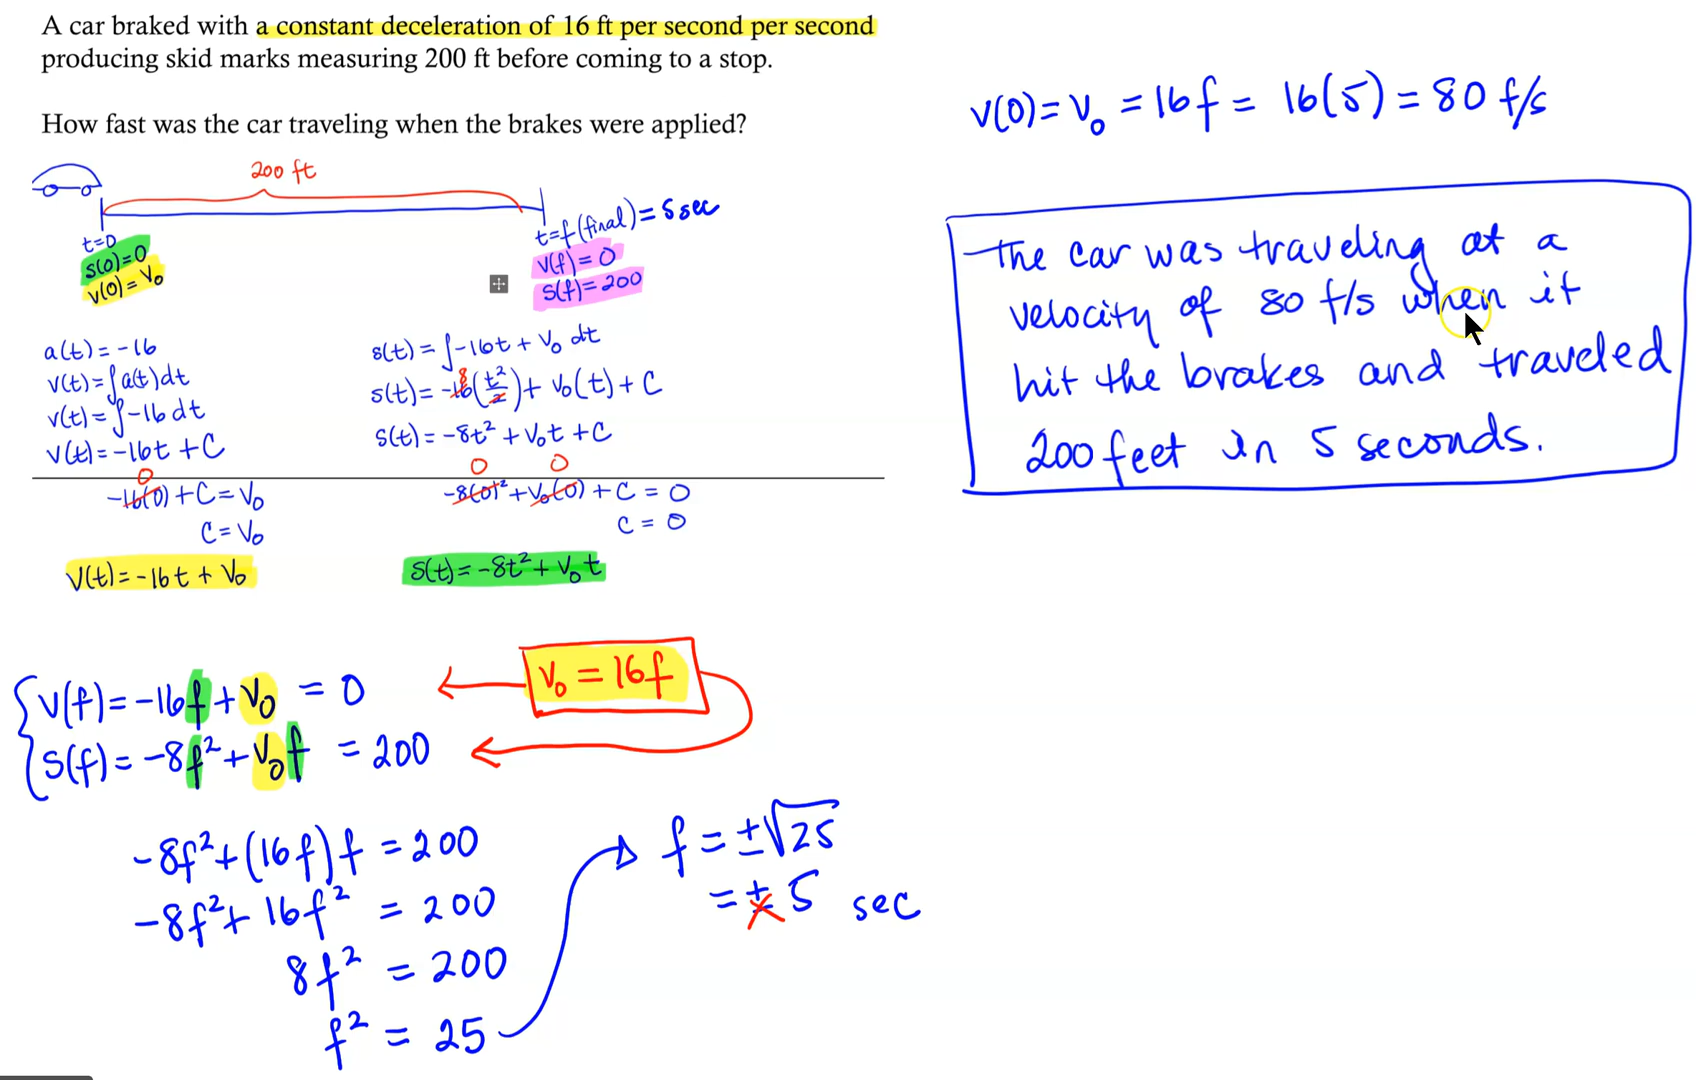 A car braked with a constant deceleration of 16 ft per second per second
producing skid marks measuring 200 ft before coming to a stop.
How fast was the car traveling when the brakes were applied?
200 ft
t=0
s(0)=0
v(0)=v₀
t=f(final)=5sec
v(f)=0
s(f)=200
a(t)=-16
v(t)=∫a(t)dt
v(t)=∫-16dt
v(t)=-16t+C
0
-16(0)+C=v₀
C=v₀
v(t)=-16t+v₀
s(t)=∫-16t+v₀ dt
8
s(t)=-16(t²/2)+v₀(t)+C
s(t)=-8t²+v₀t+C
0 0
-8(0)²+v₀(0)+C=0
C=0
s(t)=-8t²+v₀t
v(f)=-16f+v₀=0
s(f)=-8f²+v₀f=200
v₀=16f
-8f²+(16f)f=200
-8f²+16f²=200
8f²=200
f²=25
f=±√25
=±5 sec
v(0)=v₀=16f=16(5)=80 f/s
The car was traveling at a
velocity of 80 f/s when it
hit the brakes and traveled
200 feet in 5 seconds.